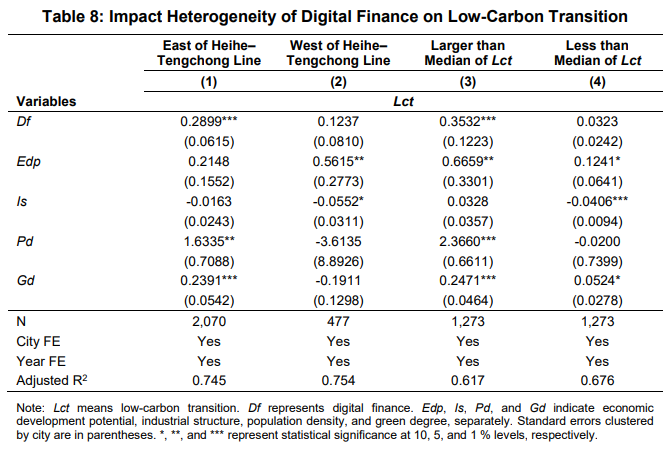 Table 8: Impact Heterogeneity of Digital Finance on Low-Carbon Transition
East of Heihe– West of Heihe– Larger than Less than
Tengchong Line Tengchong Line Median of Lct Median of Lct
(1) (2) (3) (4)
Variables Lct
Df 0.2899*** 0.1237 0.3532*** 0.0323
(0.0615) (0.0810) (0.1223) (0.0242)
Edp 0.2148 0.5615** 0.6659** 0.1241*
(0.1552) (0.2773) (0.3301) (0.0641)
Is -0.0163 -0.0552* 0.0328 -0.0406***
(0.0243) (0.0311) (0.0357) (0.0094)
Pd 1.6335** -3.6135 2.3660*** -0.0200
(0.7088) (8.8926) (0.6611) (0.7399)
Gd 0.2391*** -0.1911 0.2471*** 0.0524*
(0.0542) (0.1298) (0.0464) (0.0278)
N 2,070 477 1,273 1,273
City FE Yes Yes Yes Yes
Year FE Yes Yes Yes Yes
Adjusted R² 0.745 0.754 0.617 0.676
Note: Lct means low-carbon transition. Df represents digital finance. Edp, Is, Pd, and Gd indicate economic
development potential, industrial structure, population density, and green degree, separately. Standard errors clustered
by city are in parentheses. *, **, and *** represent statistical significance at 10, 5, and 1 % levels, respectively.